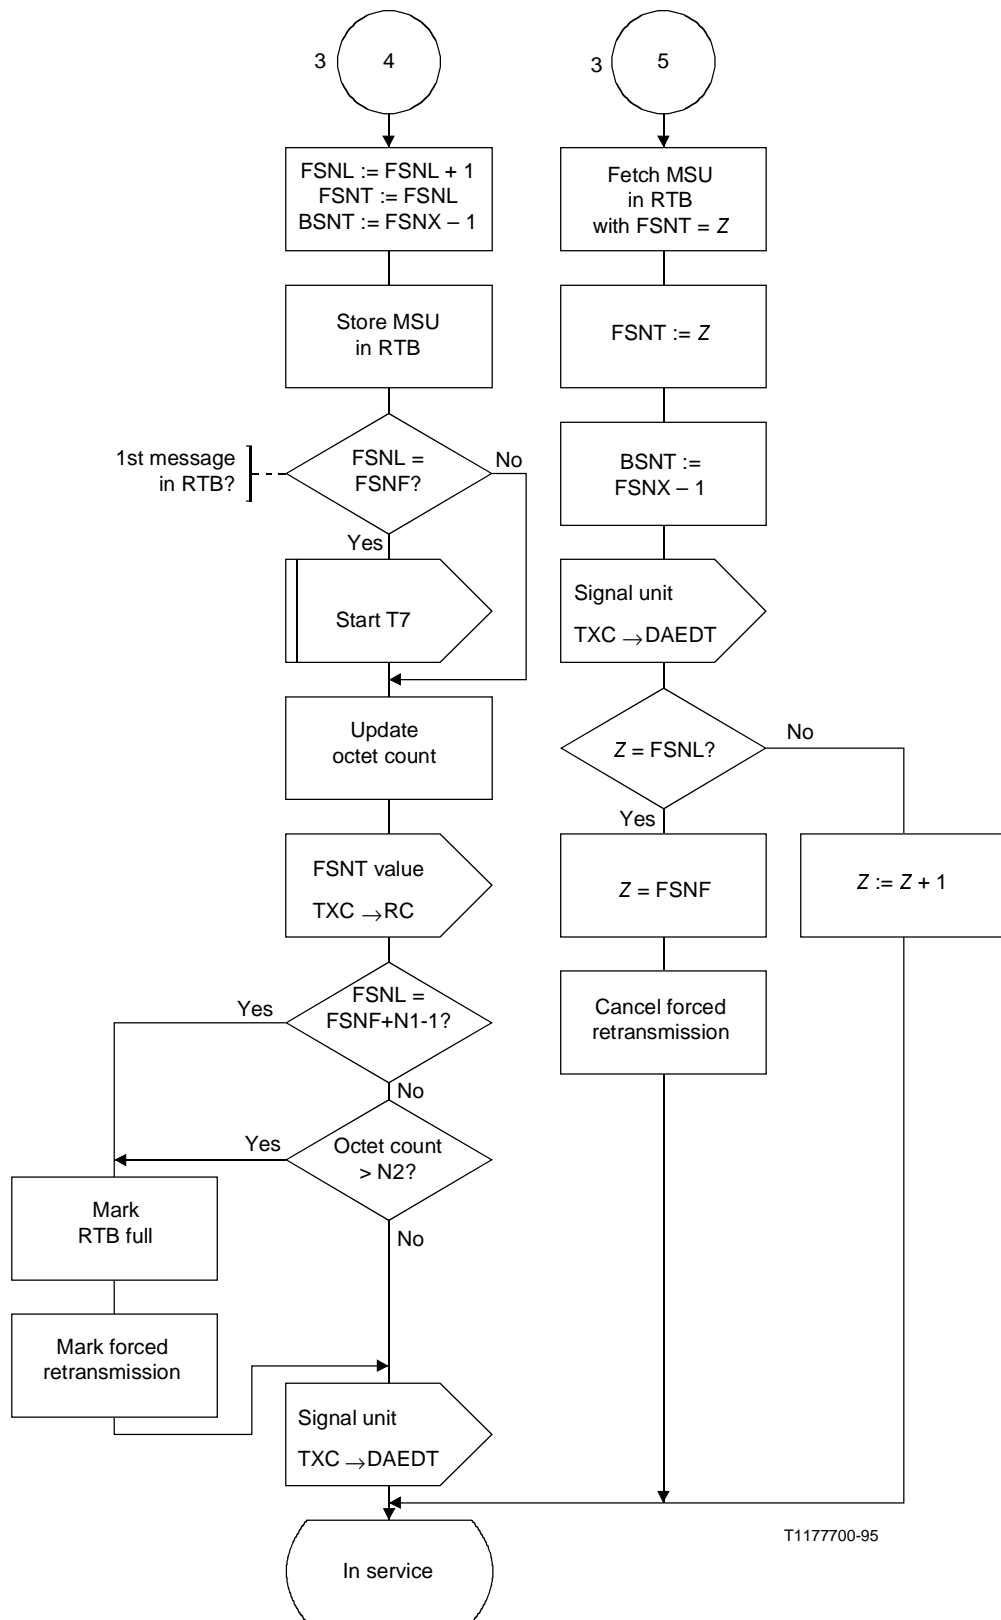 3
4
FSNL := FSNL + 1
FSNT := FSNL
BSNT := FSNX – 1
Store MSU
in RTB
1st message
in RTB?
FSNL =
FSNF?
No
Yes
Start T7
Update
octet count
FSNT value
TXC → RC
FSNL =
FSNF+N1-1?
Yes
No
Octet count
> N2?
Yes
No
Mark
RTB full
Mark forced
retransmission
Signal unit
TXC → DAEDT
In service
3
5
Fetch MSU
in RTB
with FSNT = Z
FSNT := Z
BSNT :=
FSNX – 1
Signal unit
TXC → DAEDT
Z = FSNL?
No
Yes
Z = FSNF
Z := Z + 1
Cancel forced
retransmission
T1177700-95